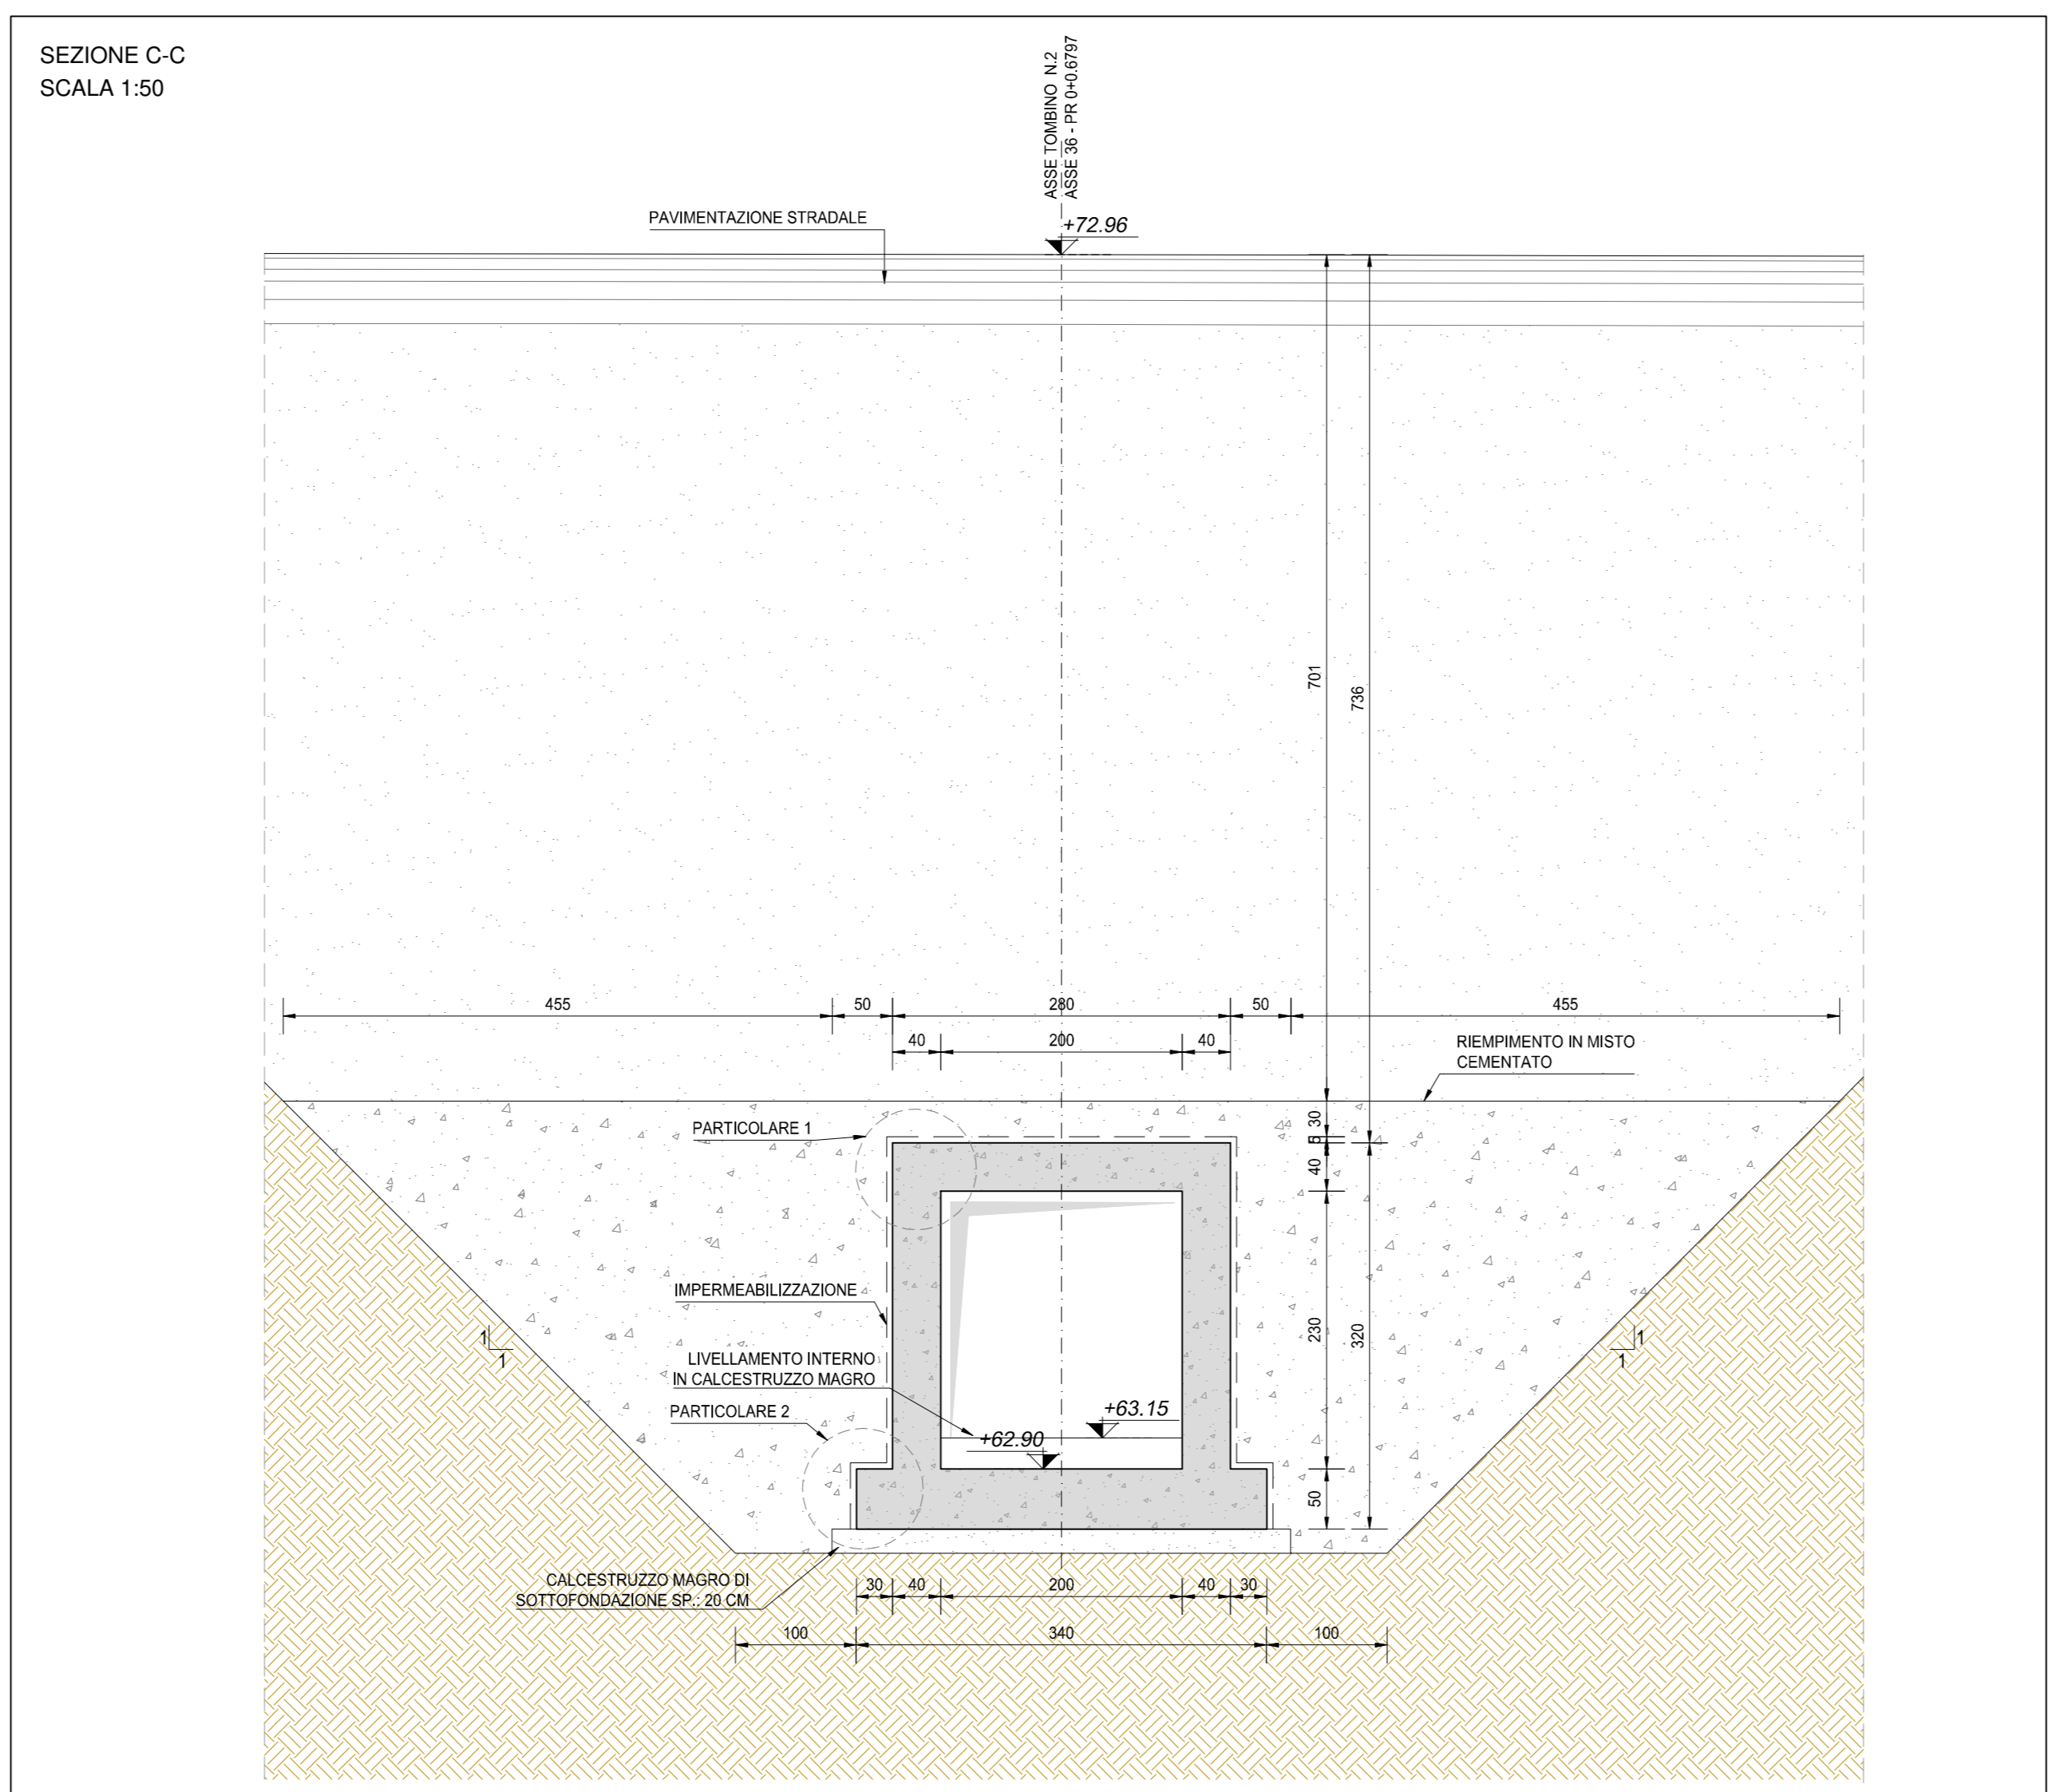 SEZIONE C-C
SCALA 1:50
ASSE TOMBINO N.2
ASSE 36 - PR 0+0.6797
PAVIMENTAZIONE STRADALE
+72.96
701
736
455
50
280
50
455
40
200
40
RIEMPIMENTO IN MISTO
CEMENTATO
PARTICOLARE 1
30
5
40
IMPERMEABILIZZAZIONE
230
320
1
1
1
1
LIVELLAMENTO INTERNO
IN CALCESTRUZZO MAGRO
PARTICOLARE 2
+63.15
+62.90
50
CALCESTRUZZO MAGRO DI
SOTTOFONDAZIONE SP.: 20 CM
30
40
200
40
30
100
340
100